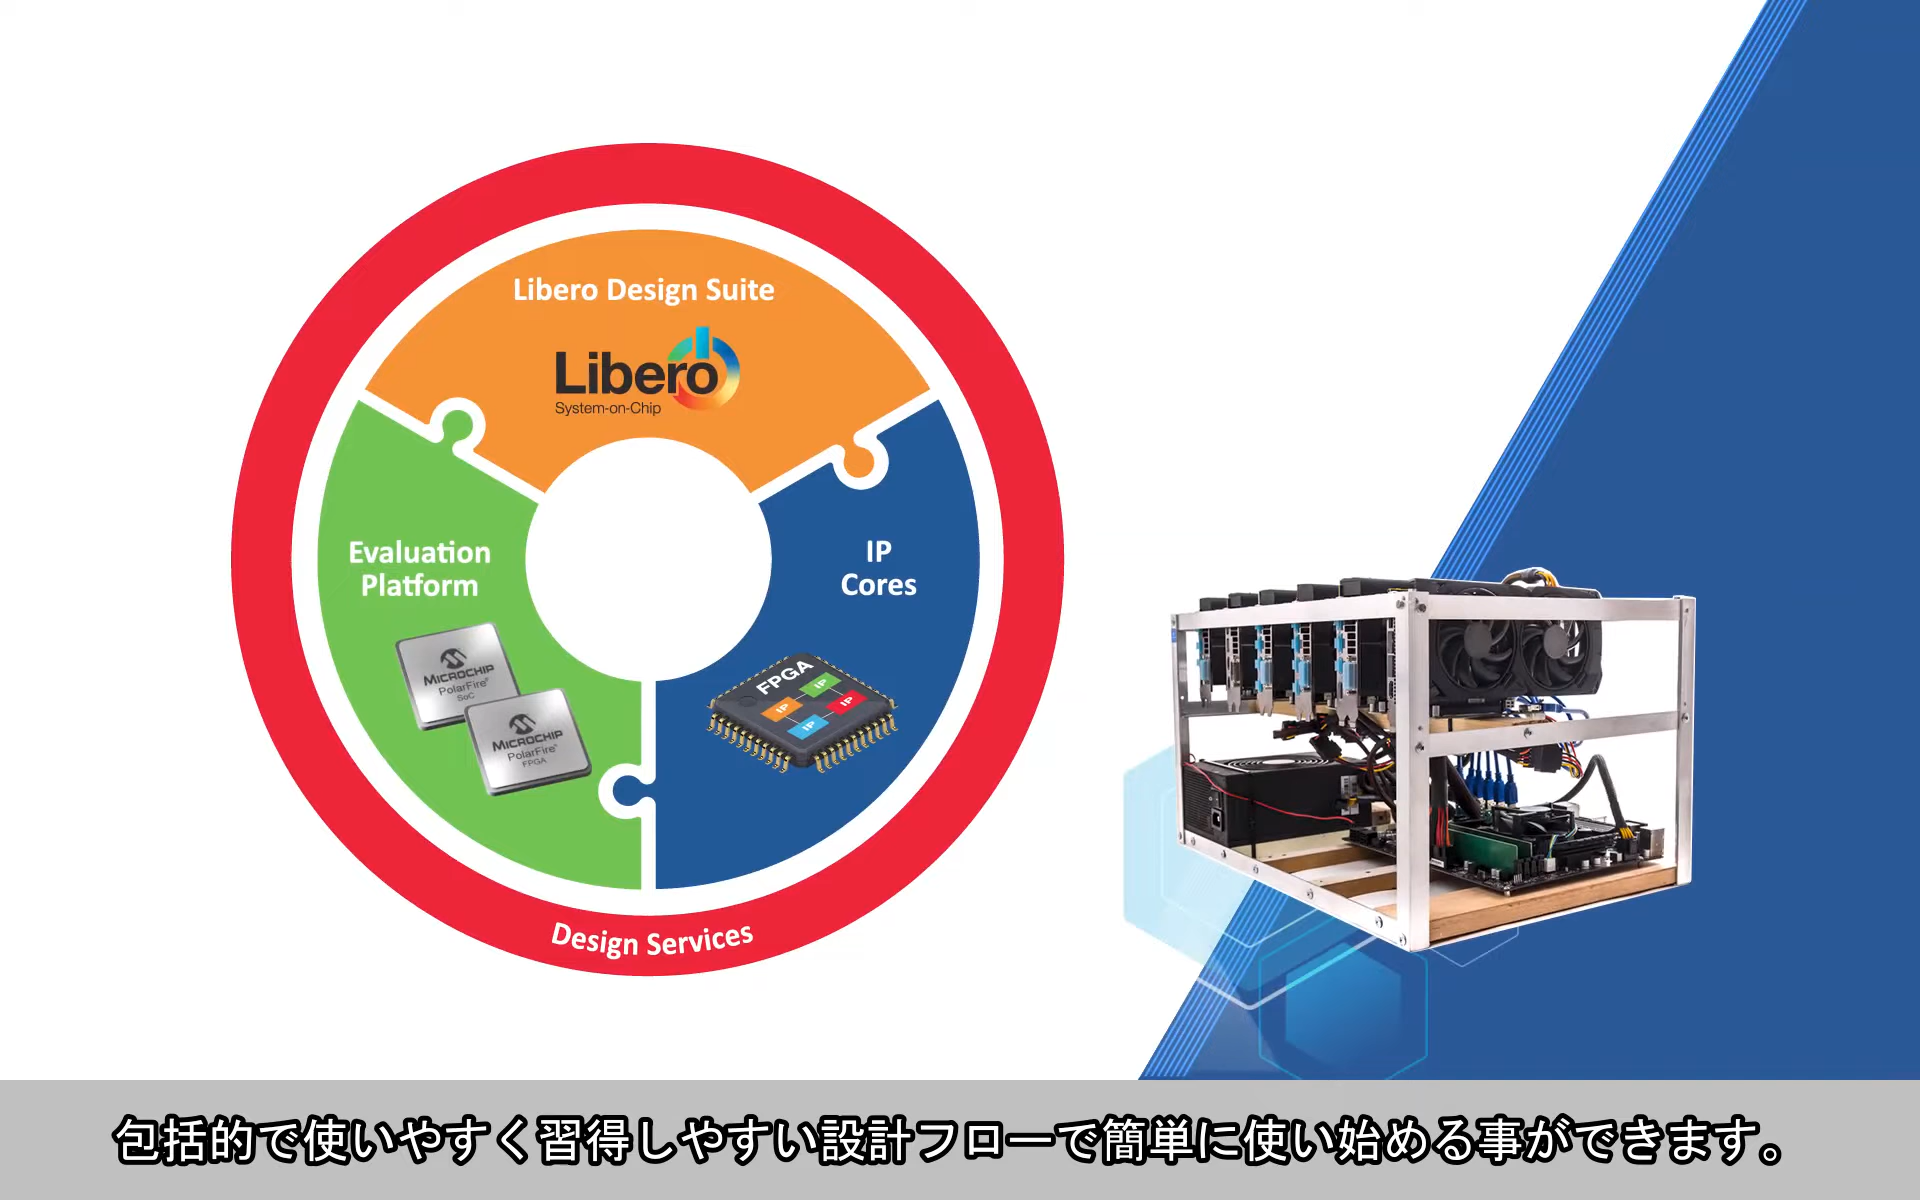 Libero Design Suite
Libero
System-on-Chip
Evaluation
Platform
MICROCHIP
PolarFire®
SoC
MICROCHIP
PolarFire®
FPGA
IP
Cores
FPGA
IP
IP
IP
IP
Design Services
包括的で使いやすく習得しやすい設計フローで簡単に使い始める事ができます。